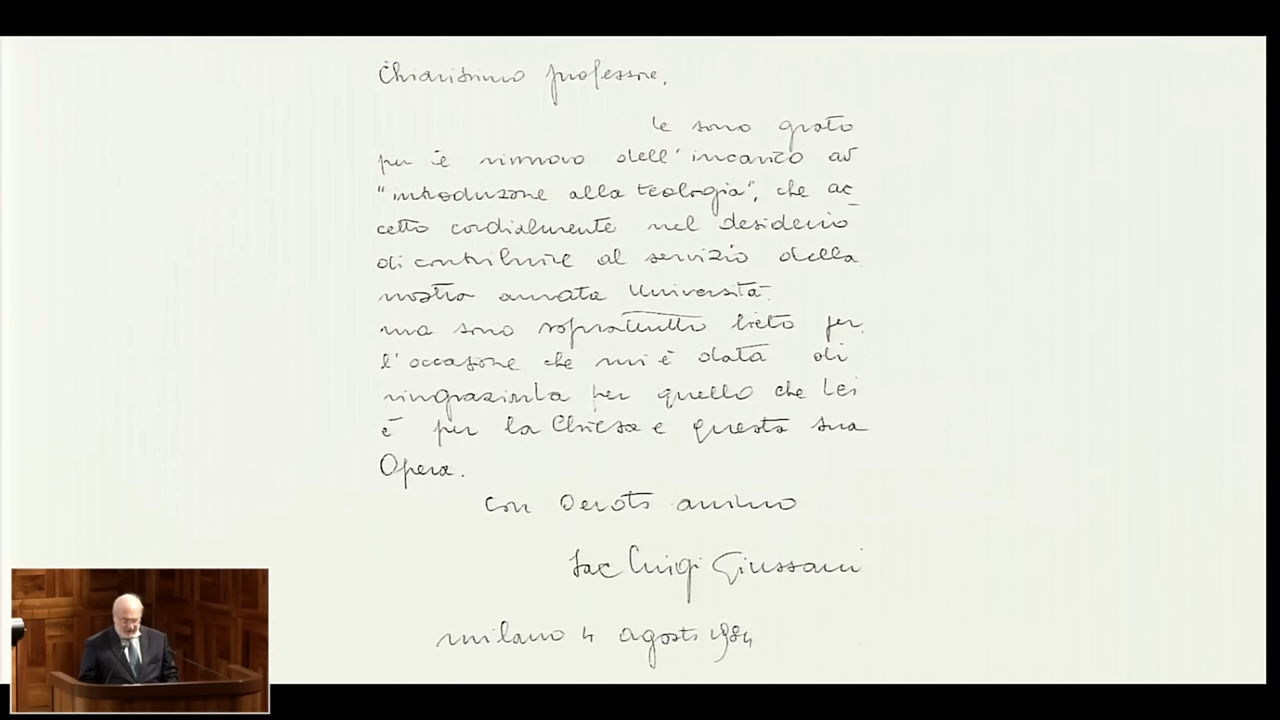 Chiarissimo professore,
le sono grato
per il rinnovo dell'incarico ad
"introduzione alla teologia", che ac
cetto cordialmente nel desiderio
di contribuire al servizio della
nostra amata Università.
ma sono soprattutto lieto per
l'occasione che mi è data di
ringraziarla per quello che Lei
è per la Chiesa e questa sua
Opera.
con Devoto animo
Sac Luigi Giussani
milano 4 agosto 1984